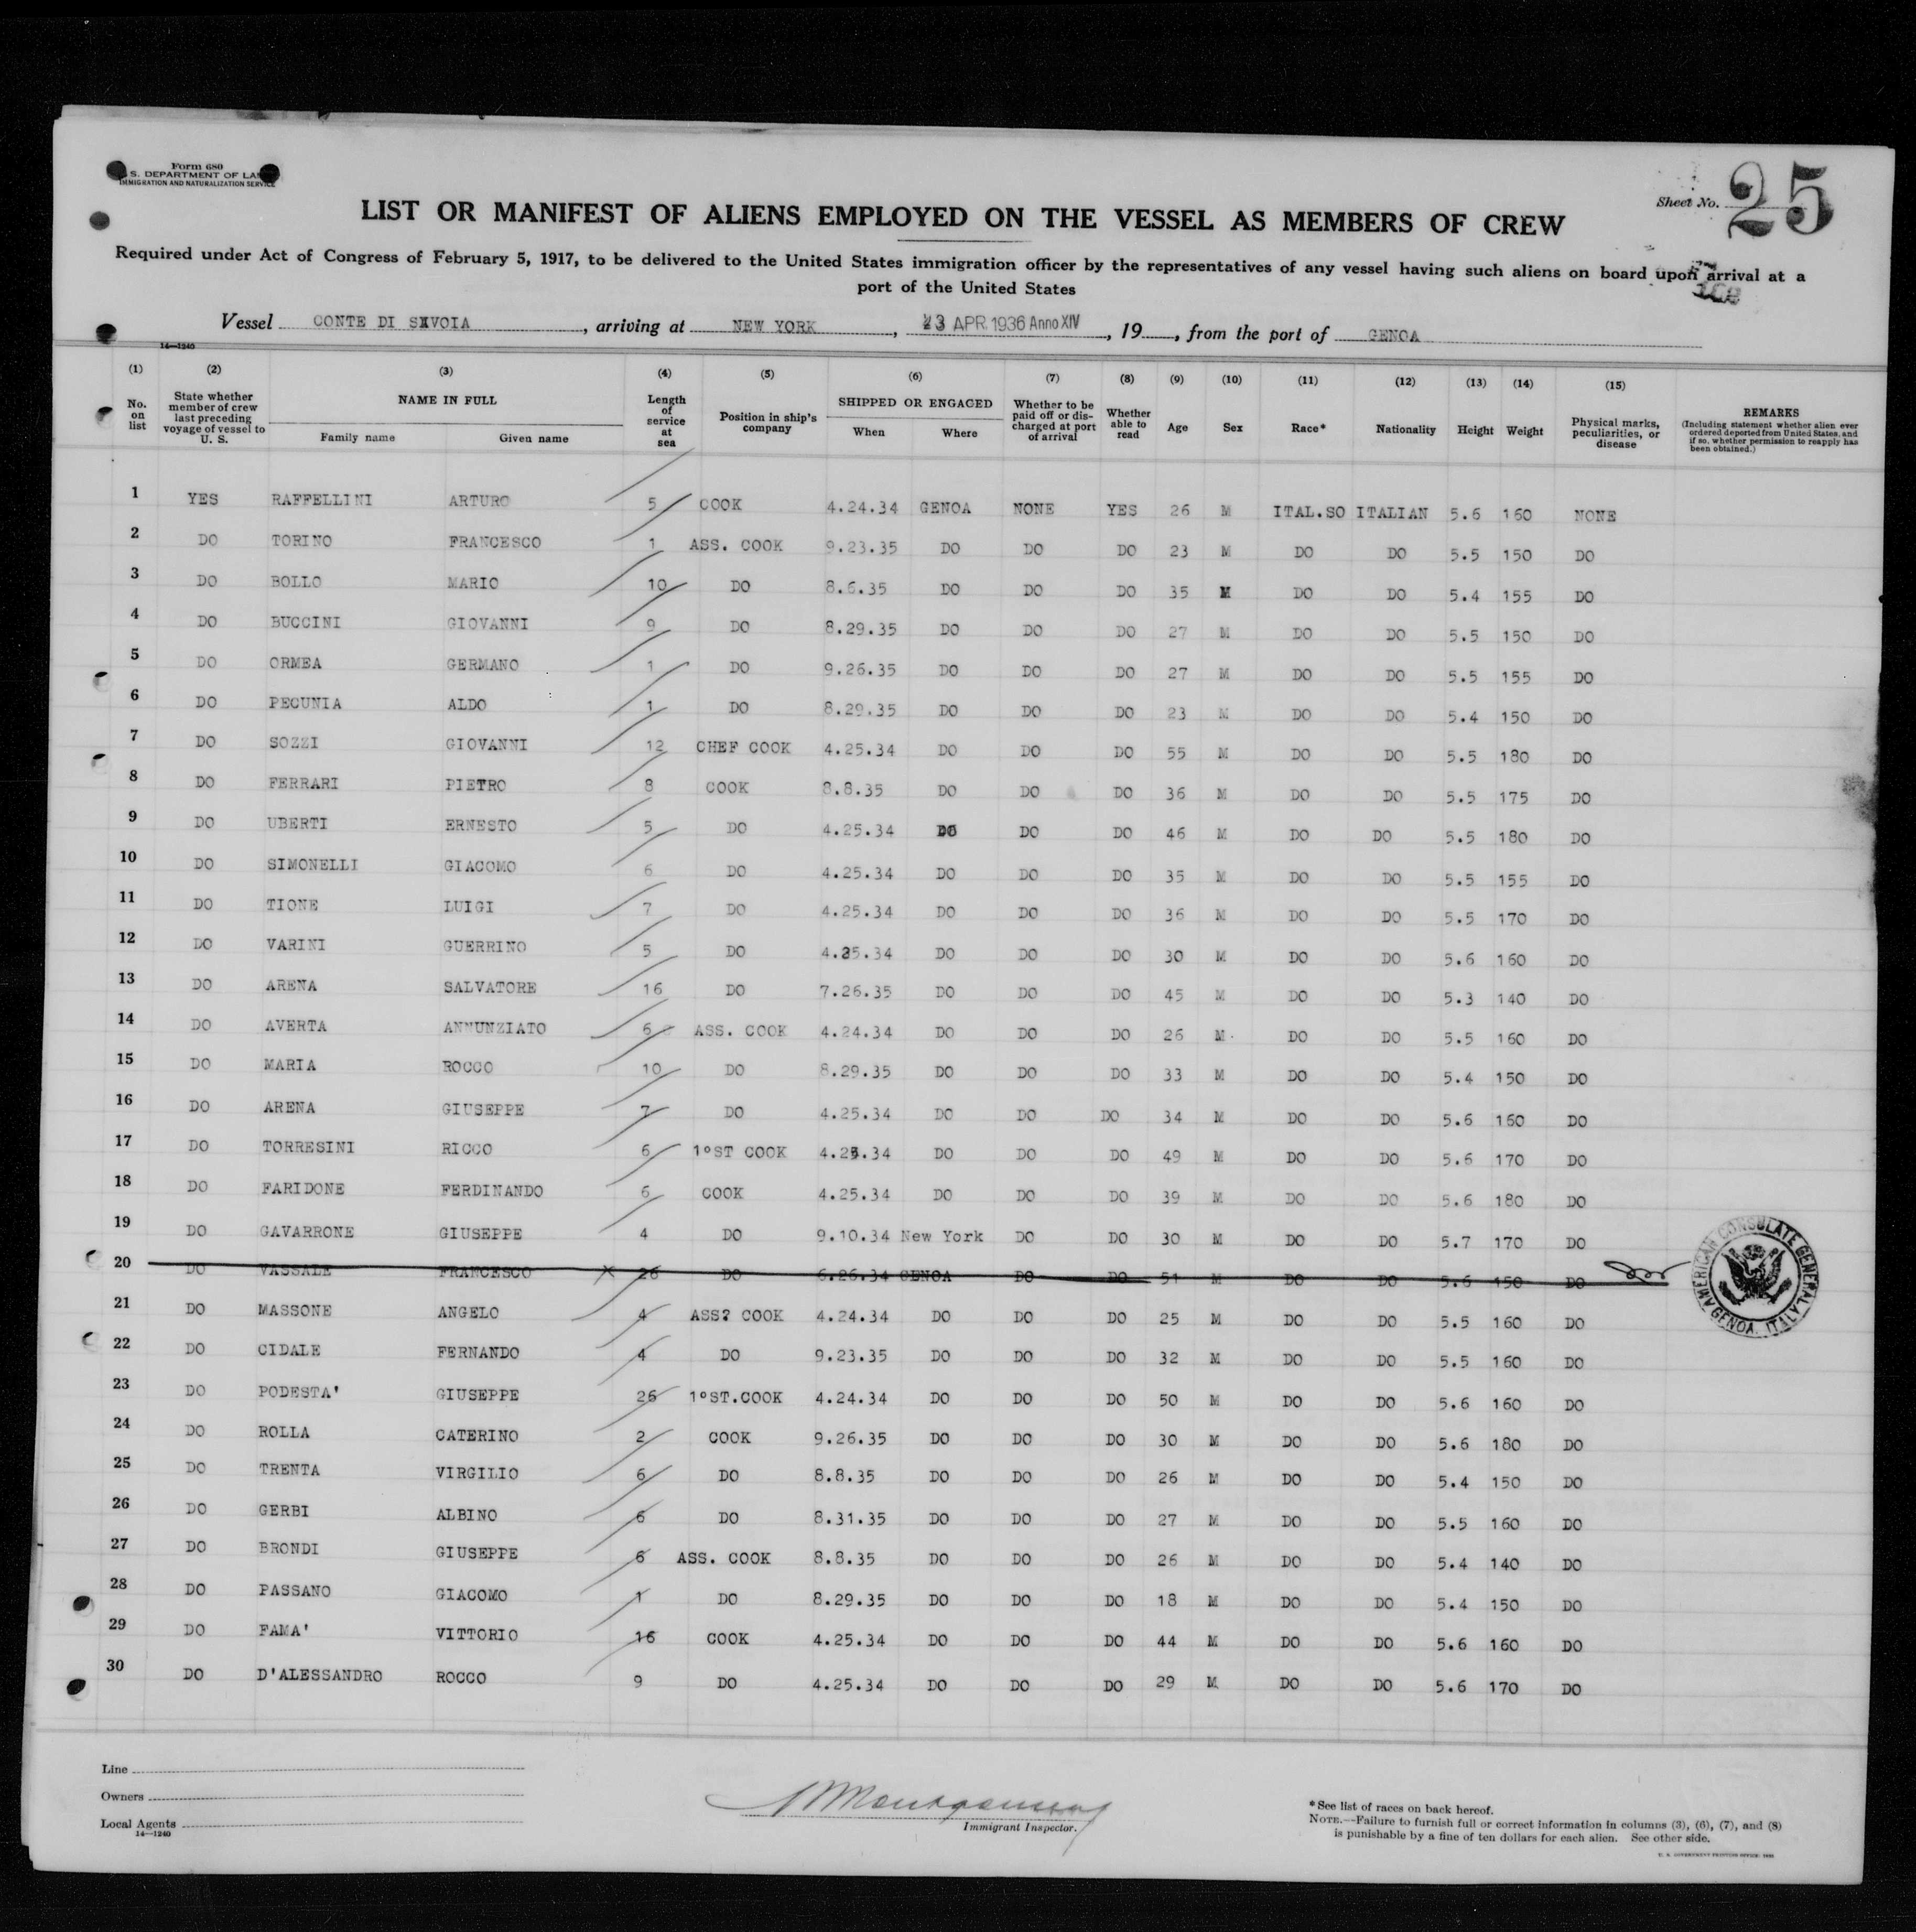 Form 680
U.S. DEPARTMENT OF LABOR
IMMIGRATION AND NATURALIZATION SERVICE
Sheet No. 25
LIST OR MANIFEST OF ALIENS EMPLOYED ON THE VESSEL AS MEMBERS OF CREW
Required under Act of Congress of February 5, 1917, to be delivered to the United States immigration officer by the representatives of any vessel having such aliens on board upon arrival at a
port of the United States
Vessel CONTE DI SAVOIA, arriving at NEW YORK, 23 APR. 1936 Anno XIV, 19, from the port of GENOA
14—1240
(1) (2) (3) (4) (5) (6) (7) (8) (9) (10) (11) (12) (13) (14) (15)
No. on list State whether member of crew last preceding voyage of vessel to U. S. NAME IN FULL Family name Given name Length of service at sea Position in ship's company SHIPPED OR ENGAGED When Where Whether to be paid off or discharged at port of arrival Whether able to read Age Sex Race* Nationality Height Weight Physical marks, peculiarities, or disease REMARKS (Including statement whether alien ever ordered deported from United States, and if so, whether permission to reapply has been obtained.)
1 YES RAFFELLINI ARTURO 5 COOK 4.24.34 GENOA NONE YES 26 M ITAL.SO ITALIAN 5.6 160 NONE
2 DO TORINO FRANCESCO 1 ASS. COOK 9.23.35 DO DO DO 23 M DO DO 5.5 150 DO
3 DO BOLLO MARIO 10 DO 8.6.35 DO DO DO 35 M DO DO 5.4 155 DO
4 DO BUCCINI GIOVANNI 9 DO 8.29.35 DO DO DO 27 M DO DO 5.5 150 DO
5 DO ORMEA GERMANO 1 DO 9.26.35 DO DO DO 27 M DO DO 5.5 155 DO
6 DO PECUNIA ALDO 1 DO 8.29.35 DO DO DO 23 M DO DO 5.4 150 DO
7 DO SOZZI GIOVANNI 12 CHEF COOK 4.25.34 DO DO DO 55 M DO DO 5.5 180 DO
8 DO FERRARI PIETRO 8 COOK 8.8.35 DO DO DO 36 M DO DO 5.5 175 DO
9 DO UBERTI ERNESTO 5 DO 4.25.34 DO DO DO 46 M DO DO 5.5 180 DO
10 DO SIMONELLI GIACOMO 6 DO 4.25.34 DO DO DO 35 M DO DO 5.5 155 DO
11 DO TIONE LUIGI 7 DO 4.25.34 DO DO DO 36 M DO DO 5.5 170 DO
12 DO VARINI GUERRINO 5 DO 4.25.34 DO DO DO 30 M DO DO 5.6 160 DO
13 DO ARENA SALVATORE 16 DO 7.26.35 DO DO DO 45 M DO DO 5.3 140 DO
14 DO AVERTA ANNUNZIATO 6 ASS. COOK 4.24.34 DO DO DO 26 M DO DO 5.5 160 DO
15 DO MARIA ROCCO 10 DO 8.29.35 DO DO DO 33 M DO DO 5.4 150 DO
16 DO ARENA GIUSEPPE 7 DO 4.25.34 DO DO DO 34 M DO DO 5.6 160 DO
17 DO TORRESINI RICCO 6 1°ST COOK 4.25.34 DO DO DO 49 M DO DO 5.6 170 DO
18 DO FARIDONE FERDINANDO 6 COOK 4.25.34 DO DO DO 39 M DO DO 5.6 180 DO
19 DO GAVARRONE GIUSEPPE 4 DO 9.10.34 New York DO DO 30 M DO DO 5.7 170 DO
20 DO VASSALE FRANCESCO 26 DO 6.26.34 GENOA DO DO 51 M DO DO 5.6 150 DO
AMERICAN CONSULATE GENERAL GENOA, ITALY
21 DO MASSONE ANGELO 4 ASS? COOK 4.24.34 DO DO DO 25 M DO DO 5.5 160 DO
22 DO CIDALE FERNANDO 4 DO 9.23.35 DO DO DO 32 M DO DO 5.5 160 DO
23 DO PODESTA' GIUSEPPE 26 1°ST.COOK 4.24.34 DO DO DO 50 M DO DO 5.6 160 DO
24 DO ROLLA CATERINO 2 COOK 9.26.35 DO DO DO 30 M DO DO 5.6 180 DO
25 DO TRENTA VIRGILIO 6 DO 8.8.35 DO DO DO 26 M DO DO 5.4 150 DO
26 DO GERBI ALBINO 6 DO 8.31.35 DO DO DO 27 M DO DO 5.5 160 DO
27 DO BRONDI GIUSEPPE 6 ASS. COOK 8.8.35 DO DO DO 26 M DO DO 5.4 140 DO
28 DO PASSANO GIACOMO 1 DO 8.29.35 DO DO DO 18 M DO DO 5.4 150 DO
29 DO FAMA' VITTORIO 16 COOK 4.25.34 DO DO DO 44 M DO DO 5.6 160 DO
30 DO D'ALESSANDRO ROCCO 9 DO 4.25.34 DO DO DO 29 M DO DO 5.6 170 DO
Line
Owners
Local Agents
14—1240
Immigrant Inspector.
*See list of races on back hereof.
NOTE.—Failure to furnish full or correct information in columns (3), (6), (7), and (8)
is punishable by a fine of ten dollars for each alien. See other side.